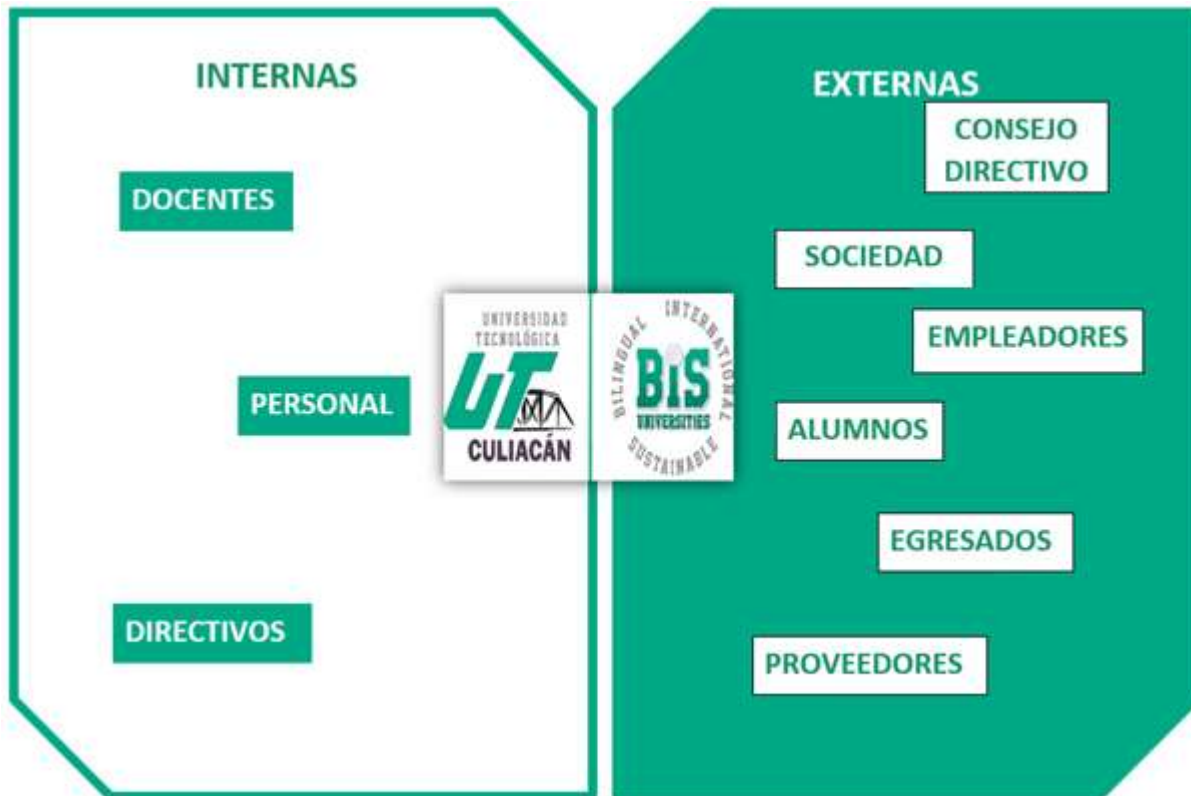 INTERNAS
DOCENTES
PERSONAL
DIRECTIVOS
UNIVERSIDAD
TECNOLÓGICA
UT
CULIACÁN
BILINGUAL INTERNATIONAL
BiS
UNIVERSITIES
SUSTAINABLE
EXTERNAS
CONSEJO
DIRECTIVO
SOCIEDAD
EMPLEADORES
ALUMNOS
EGRESADOS
PROVEEDORES